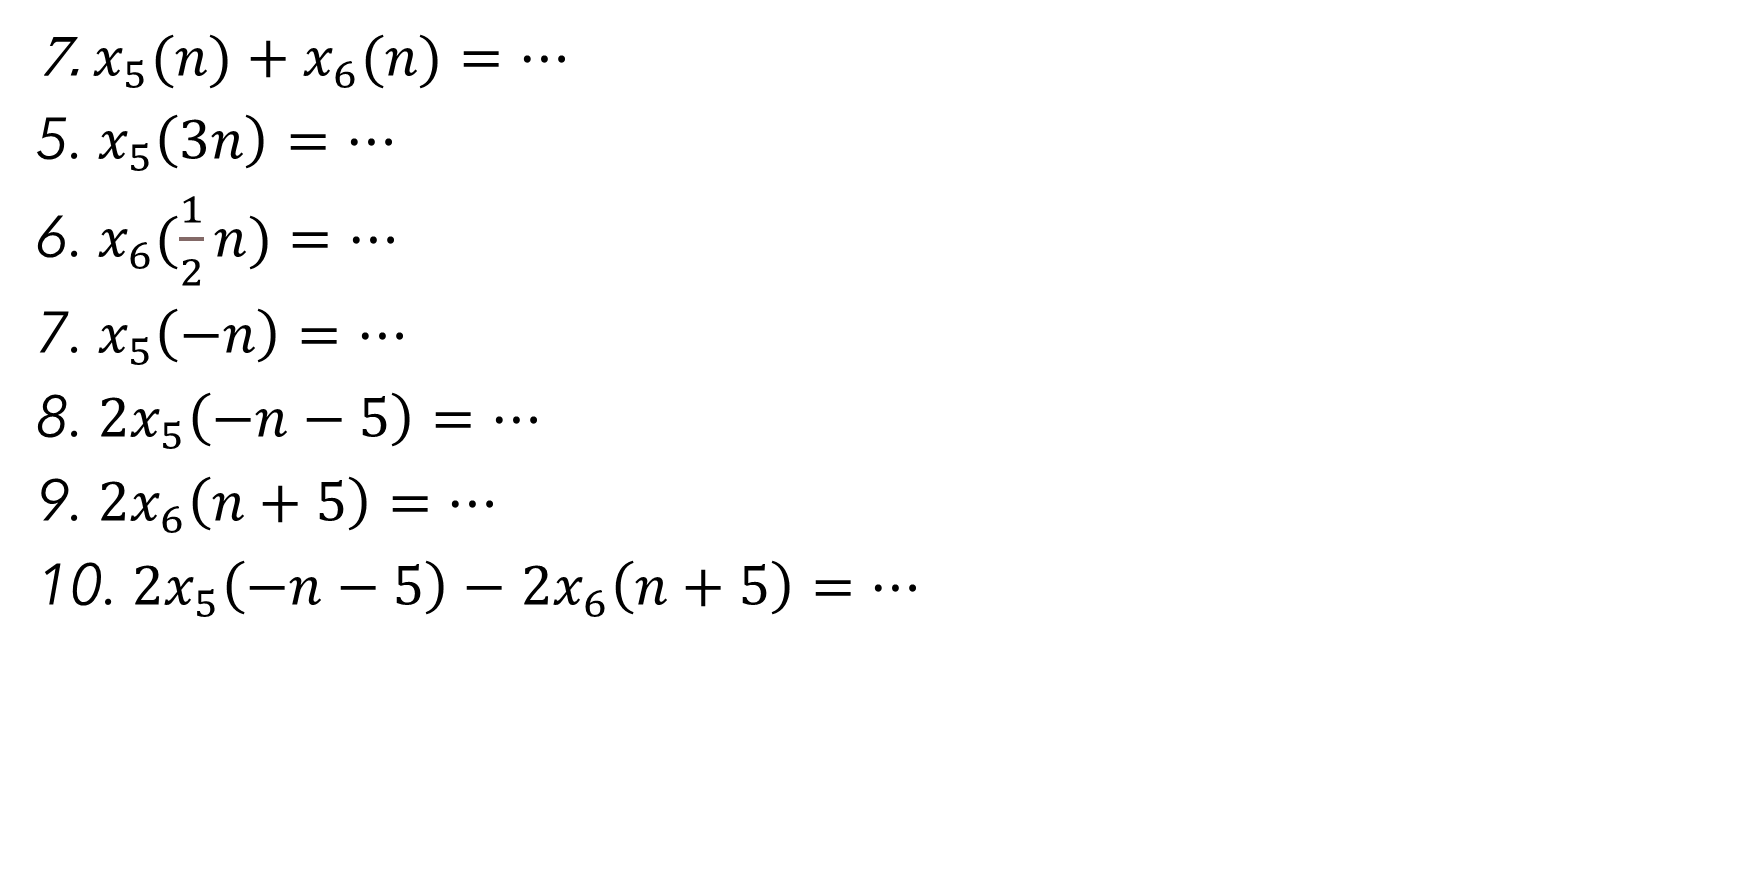 7. x₅(n) + x₆(n) = ⋯
5. x₅(3n) = ⋯
6. x₆(½n) = ⋯
7. x₅(−n) = ⋯
8. 2x₅(−n − 5) = ⋯
9. 2x₆(n + 5) = ⋯
10. 2x₅(−n − 5) − 2x₆(n + 5) = ⋯